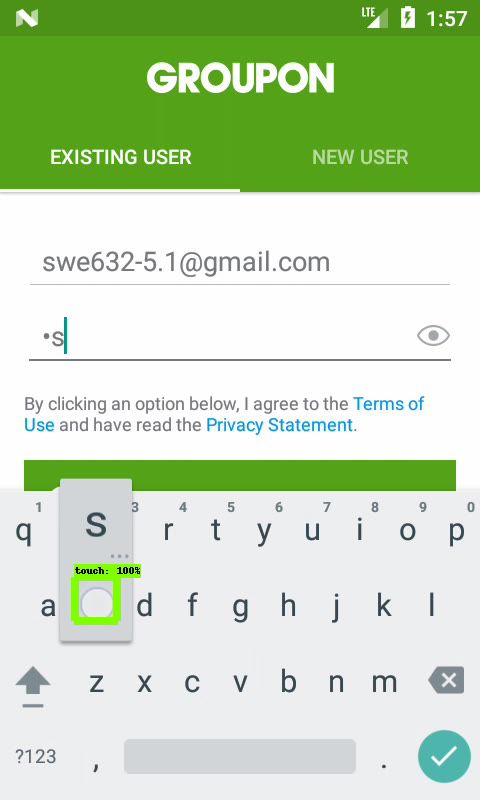 LTE 1:57
GROUPON
EXISTING USER NEW USER
swe632-5.1@gmail.com
•s
By clicking an option below, I agree to the Terms of
Use and have read the Privacy Statement.
1 3 4 5 6 7 8 9 0
q s r t y u i o p
touch: 100%
a d f g h j k l
z x c v b n m
?123 , .